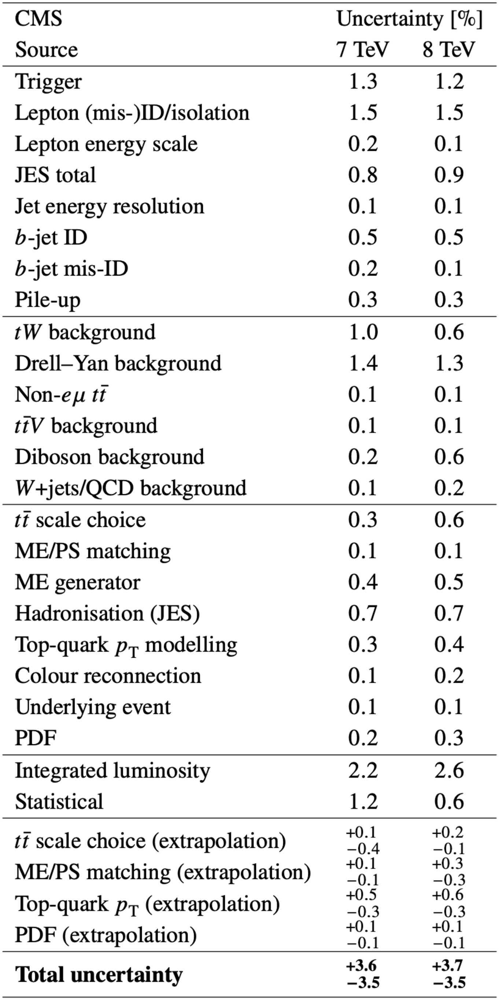 CMS Uncertainty [%]
Source 7 TeV 8 TeV
Trigger 1.3 1.2
Lepton (mis-)ID/isolation 1.5 1.5
Lepton energy scale 0.2 0.1
JES total 0.8 0.9
Jet energy resolution 0.1 0.1
b-jet ID 0.5 0.5
b-jet mis-ID 0.2 0.1
Pile-up 0.3 0.3
tW background 1.0 0.6
Drell–Yan background 1.4 1.3
Non-eμ tt̄ 0.1 0.1
tt̄V background 0.1 0.1
Diboson background 0.2 0.6
W+jets/QCD background 0.1 0.2
tt̄ scale choice 0.3 0.6
ME/PS matching 0.1 0.1
ME generator 0.4 0.5
Hadronisation (JES) 0.7 0.7
Top-quark pT modelling 0.3 0.4
Colour reconnection 0.1 0.2
Underlying event 0.1 0.1
PDF 0.2 0.3
Integrated luminosity 2.2 2.6
Statistical 1.2 0.6
tt̄ scale choice (extrapolation) +0.1 −0.4 +0.2 −0.1
ME/PS matching (extrapolation) +0.1 −0.1 +0.3 −0.3
Top-quark pT (extrapolation) +0.5 −0.3 +0.6 −0.3
PDF (extrapolation) +0.1 −0.1 +0.1 −0.1
Total uncertainty +3.6 −3.5 +3.7 −3.5